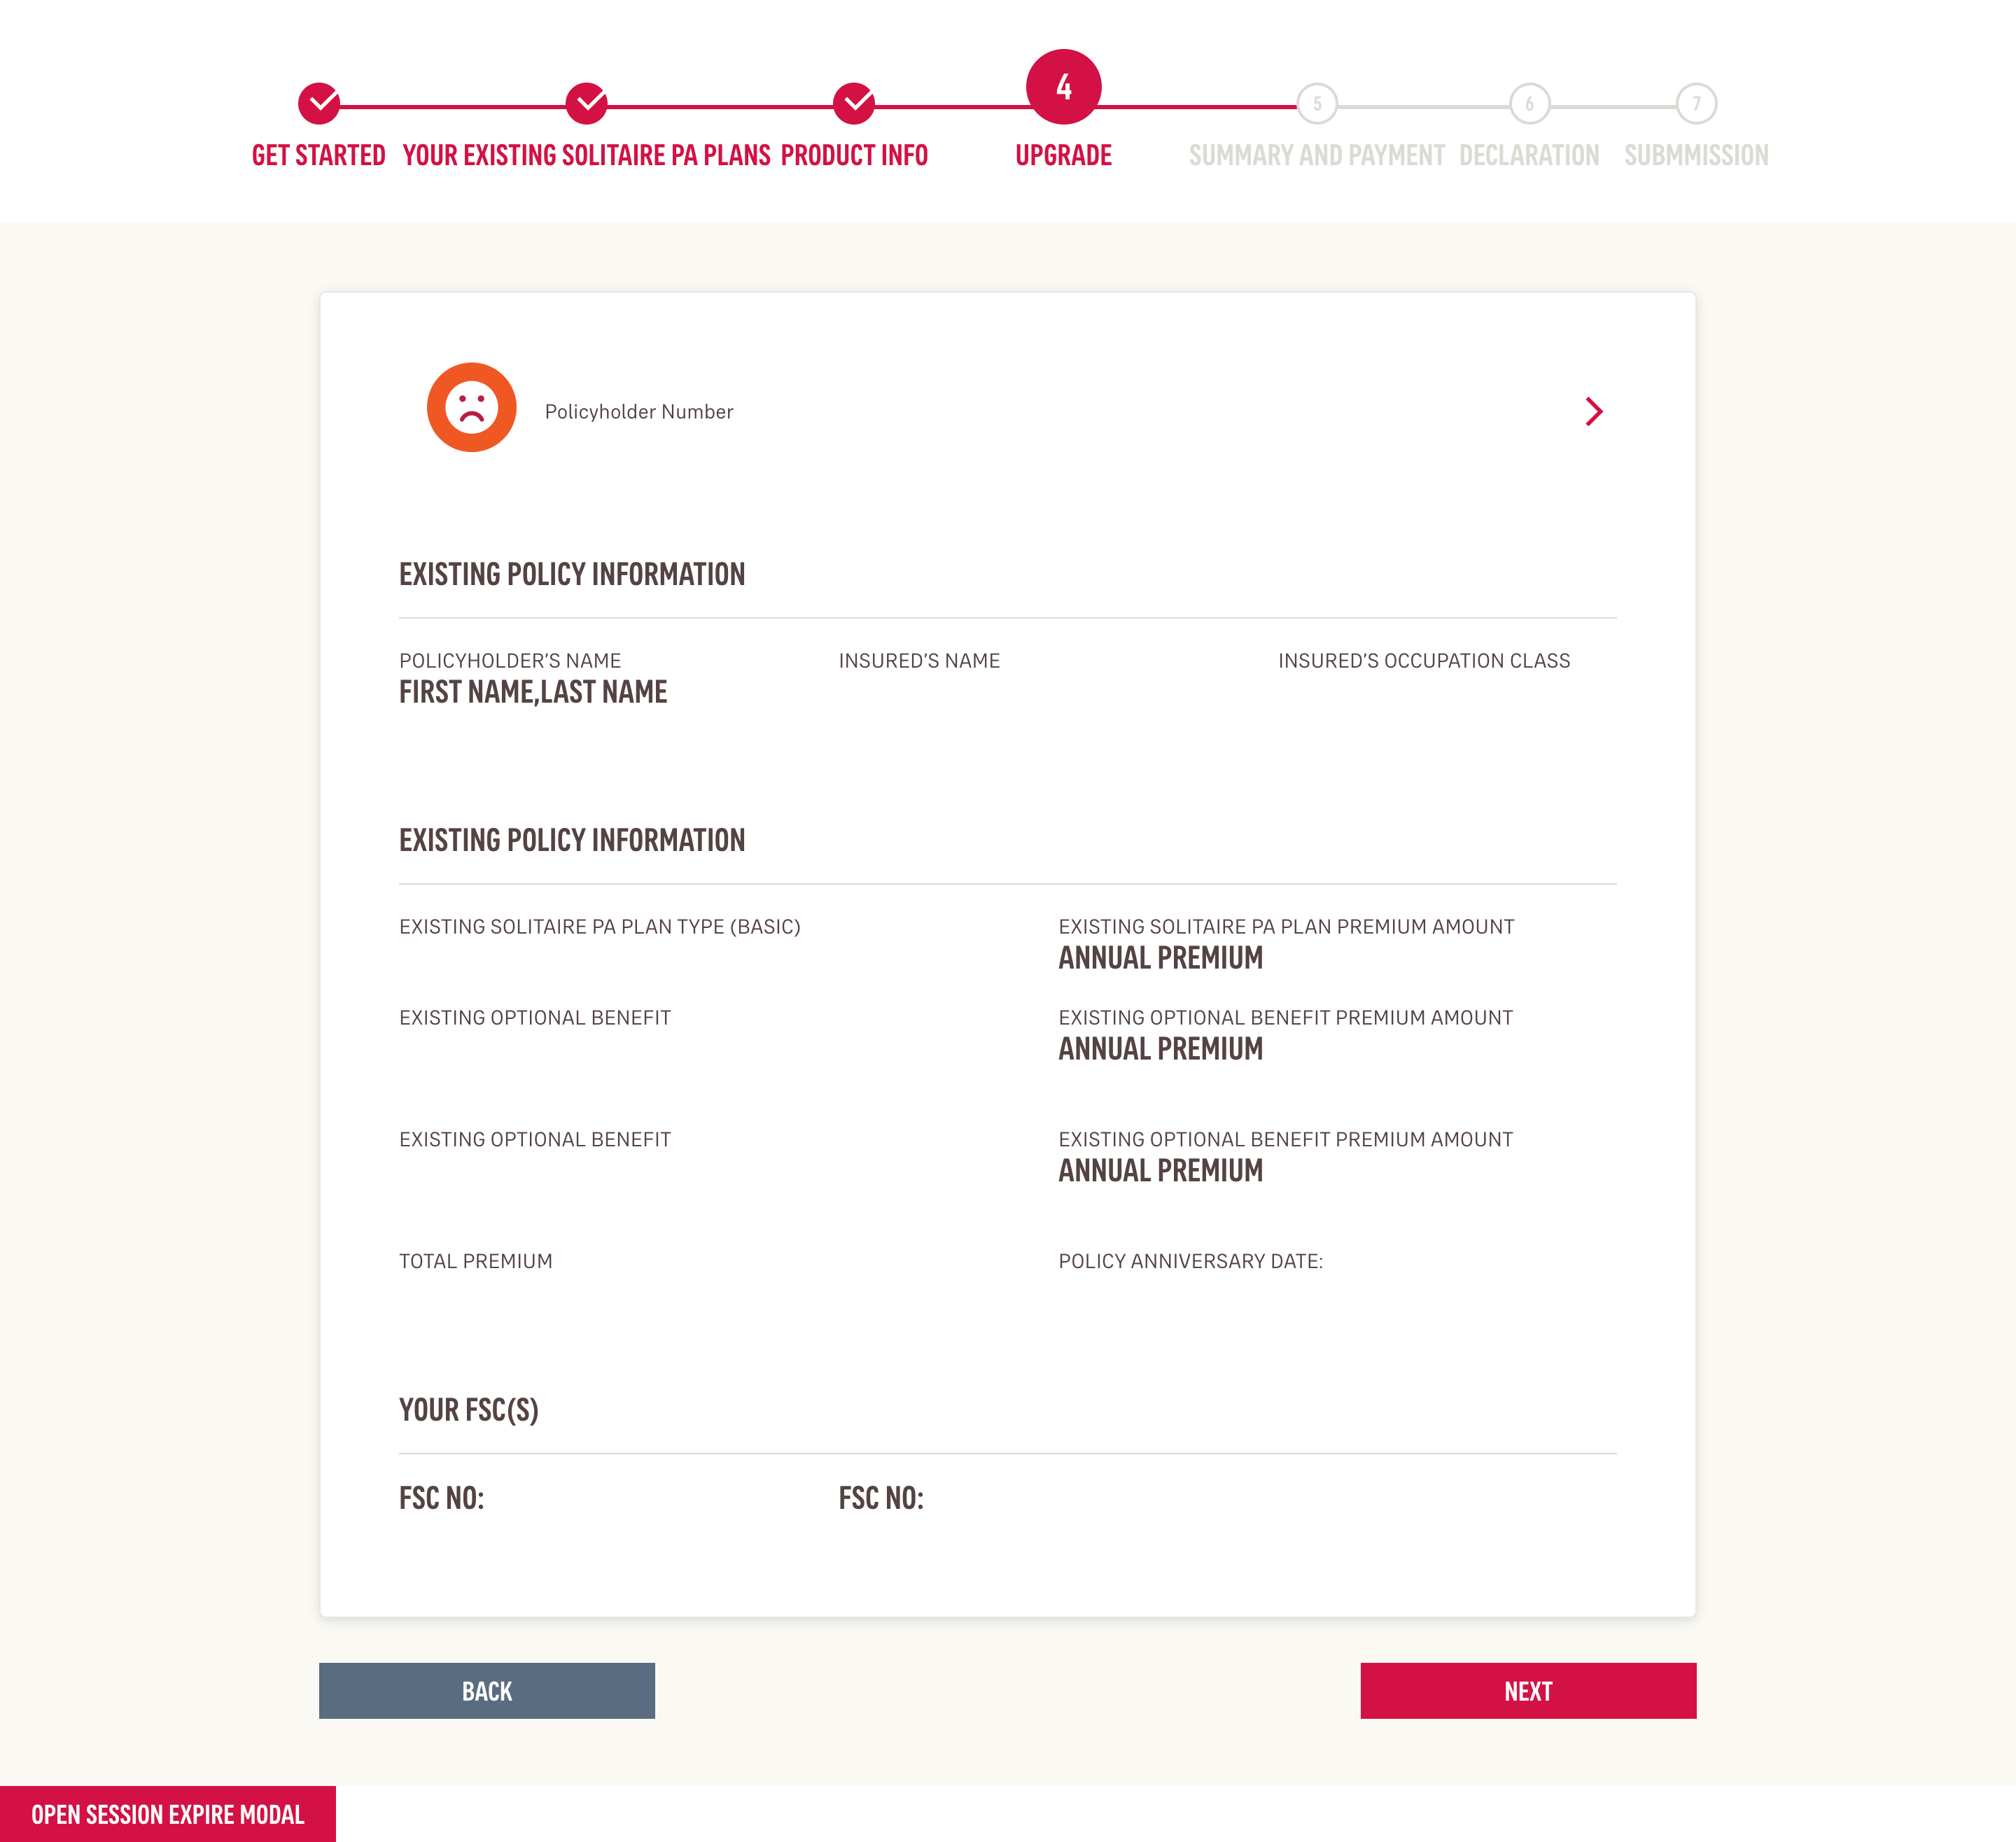 4
5
6
7
GET STARTED
YOUR EXISTING SOLITAIRE PA PLANS
PRODUCT INFO
UPGRADE
SUMMARY AND PAYMENT
DECLARATION
SUBMMISSION
Policyholder Number
EXISTING POLICY INFORMATION
POLICYHOLDER’S NAME
FIRST NAME,LAST NAME
INSURED’S NAME
INSURED’S OCCUPATION CLASS
EXISTING POLICY INFORMATION
EXISTING SOLITAIRE PA PLAN TYPE (BASIC)
EXISTING SOLITAIRE PA PLAN PREMIUM AMOUNT
ANNUAL PREMIUM
EXISTING OPTIONAL BENEFIT
EXISTING OPTIONAL BENEFIT PREMIUM AMOUNT
ANNUAL PREMIUM
EXISTING OPTIONAL BENEFIT
EXISTING OPTIONAL BENEFIT PREMIUM AMOUNT
ANNUAL PREMIUM
TOTAL PREMIUM
POLICY ANNIVERSARY DATE:
YOUR FSC(S)
FSC NO:
FSC NO:
BACK
NEXT
OPEN SESSION EXPIRE MODAL